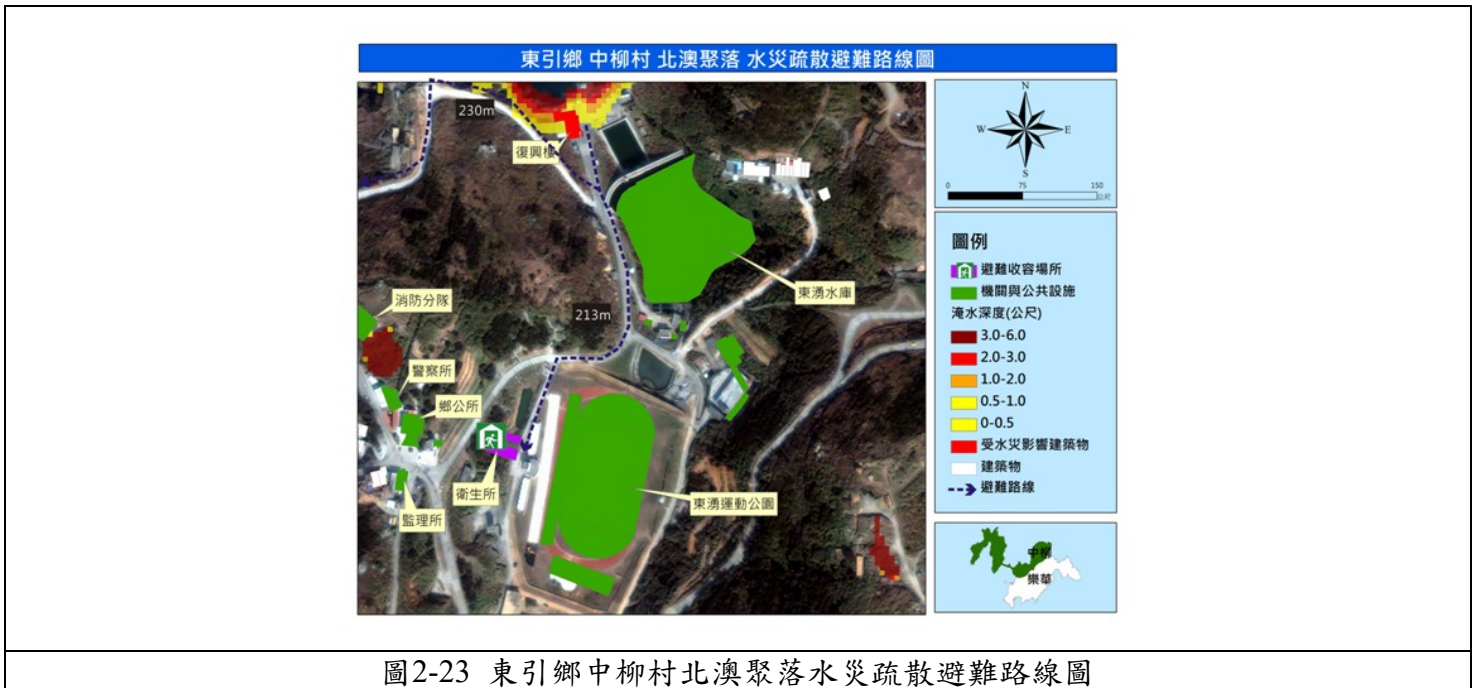 東引鄉 中柳村 北澳聚落 水災疏散避難路線圖
230m
復興樓
東湧水庫
213m
消防分隊
警察所
鄉公所
衛生所
監理所
東湧運動公園
N
W
E
S
0
75
150
公尺
圖例
避難收容場所
機關與公共設施
淹水深度(公尺)
3.0-6.0
2.0-3.0
1.0-2.0
0.5-1.0
0-0.5
受水災影響建築物
建築物
避難路線
中柳
樂華
圖2-23 東引鄉中柳村北澳聚落水災疏散避難路線圖